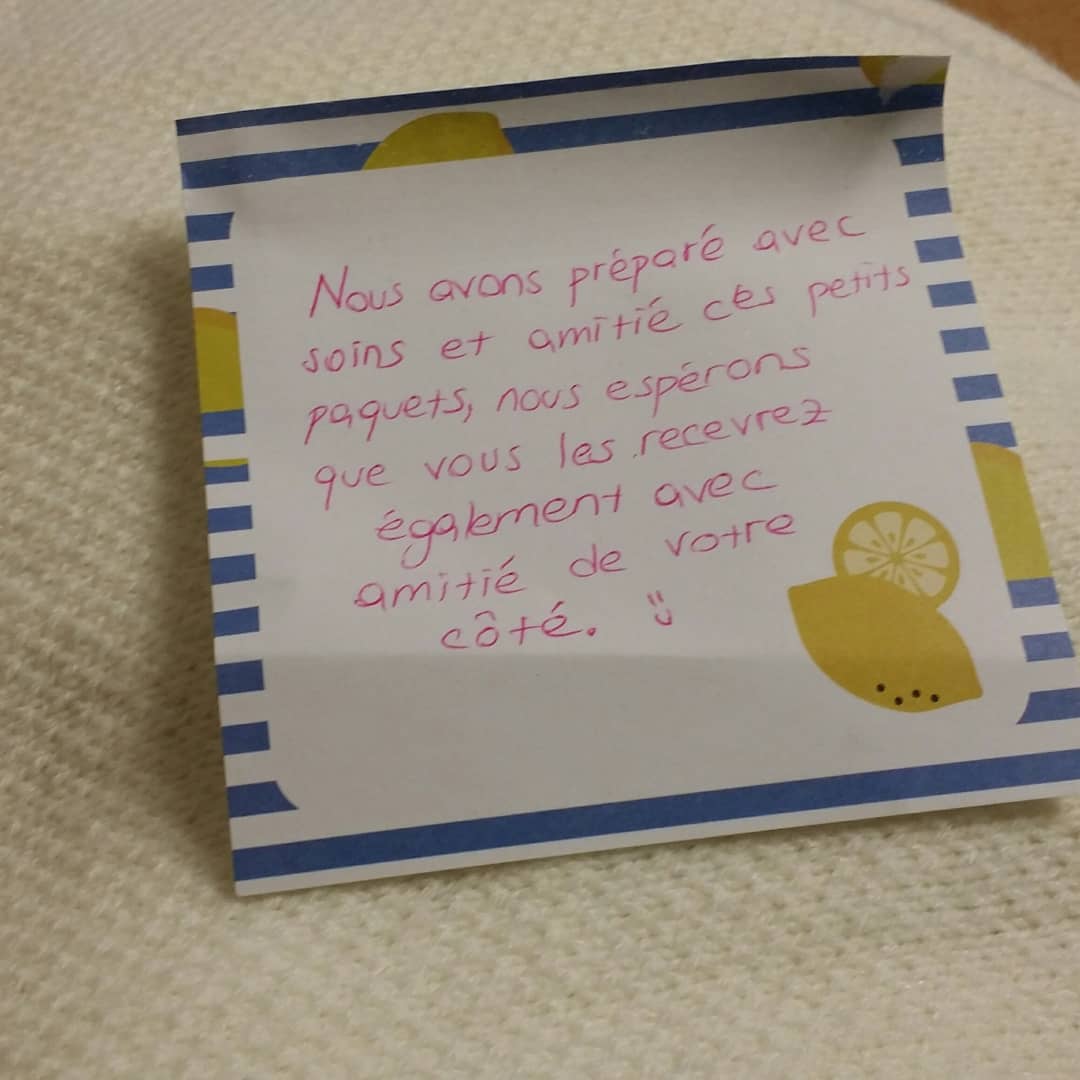 Nous avons préparé avec
soins et amitié ces petits
paquets, nous espérons
que vous les recevrez
également avec
amitié de votre
côté.